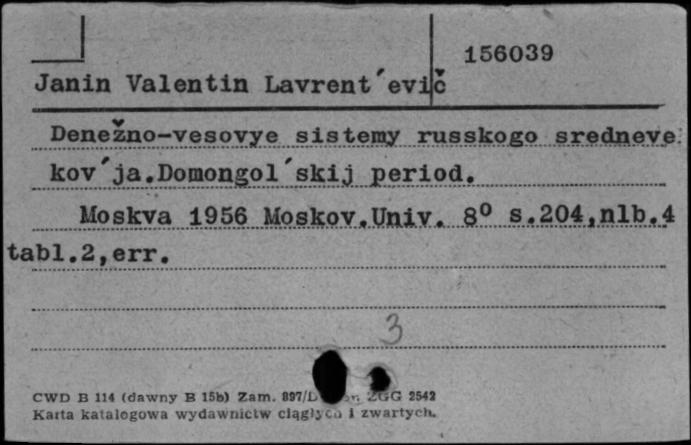 156039
Janin Valentin Lavrent´evič
Denežno-vesovye sistemy russkogo sredneve
kov´ja.Domongol´skij period.
Moskva 1956 Moskov.Univ. 8º s.204,nlb.4
tabl.2,err.
3
CWD B 114 (dawny B 15b) Zam. 897/D ZGG 2542
Karta katalogowa wydawnictw ciągłych i zwartych.